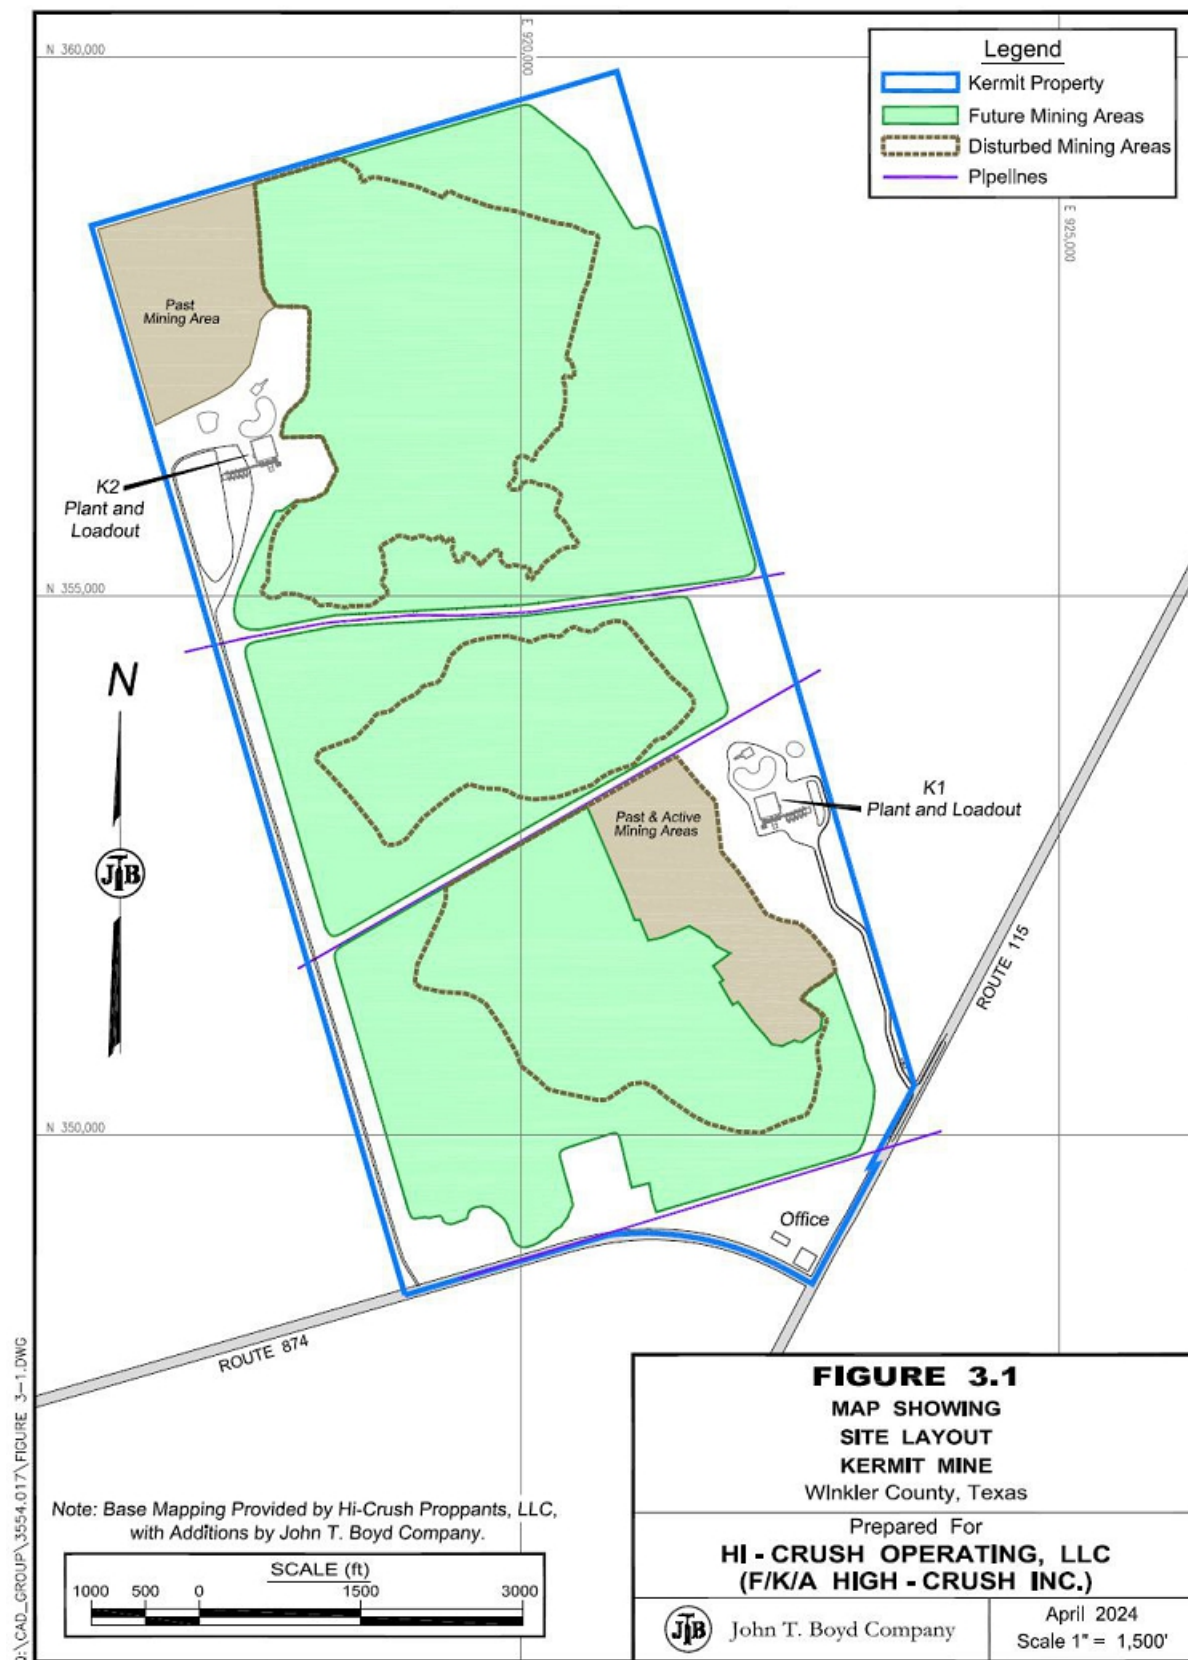 N 360,000
E 920,000
Legend
Kermit Property
Future Mining Areas
Disturbed Mining Areas
Pipelines
E 925,000
Past
Mining Area
K2
Plant and
Loadout
N 355,000
N
K1
Plant and Loadout
Past & Active
Mining Areas
JTB
ROUTE 115
N 350,000
Office
ROUTE 874
Q:\CAD_GROUP\3554.017\FIGURE 3-1.DWG
FIGURE 3.1
MAP SHOWING
SITE LAYOUT
KERMIT MINE
Winkler County, Texas
Note: Base Mapping Provided by Hi-Crush Proppants, LLC,
with Additions by John T. Boyd Company.
Prepared For
HI - CRUSH OPERATING, LLC
(F/K/A HIGH - CRUSH INC.)
SCALE (ft)
1000 500 0 1500 3000
JTB John T. Boyd Company
April 2024
Scale 1" = 1,500'